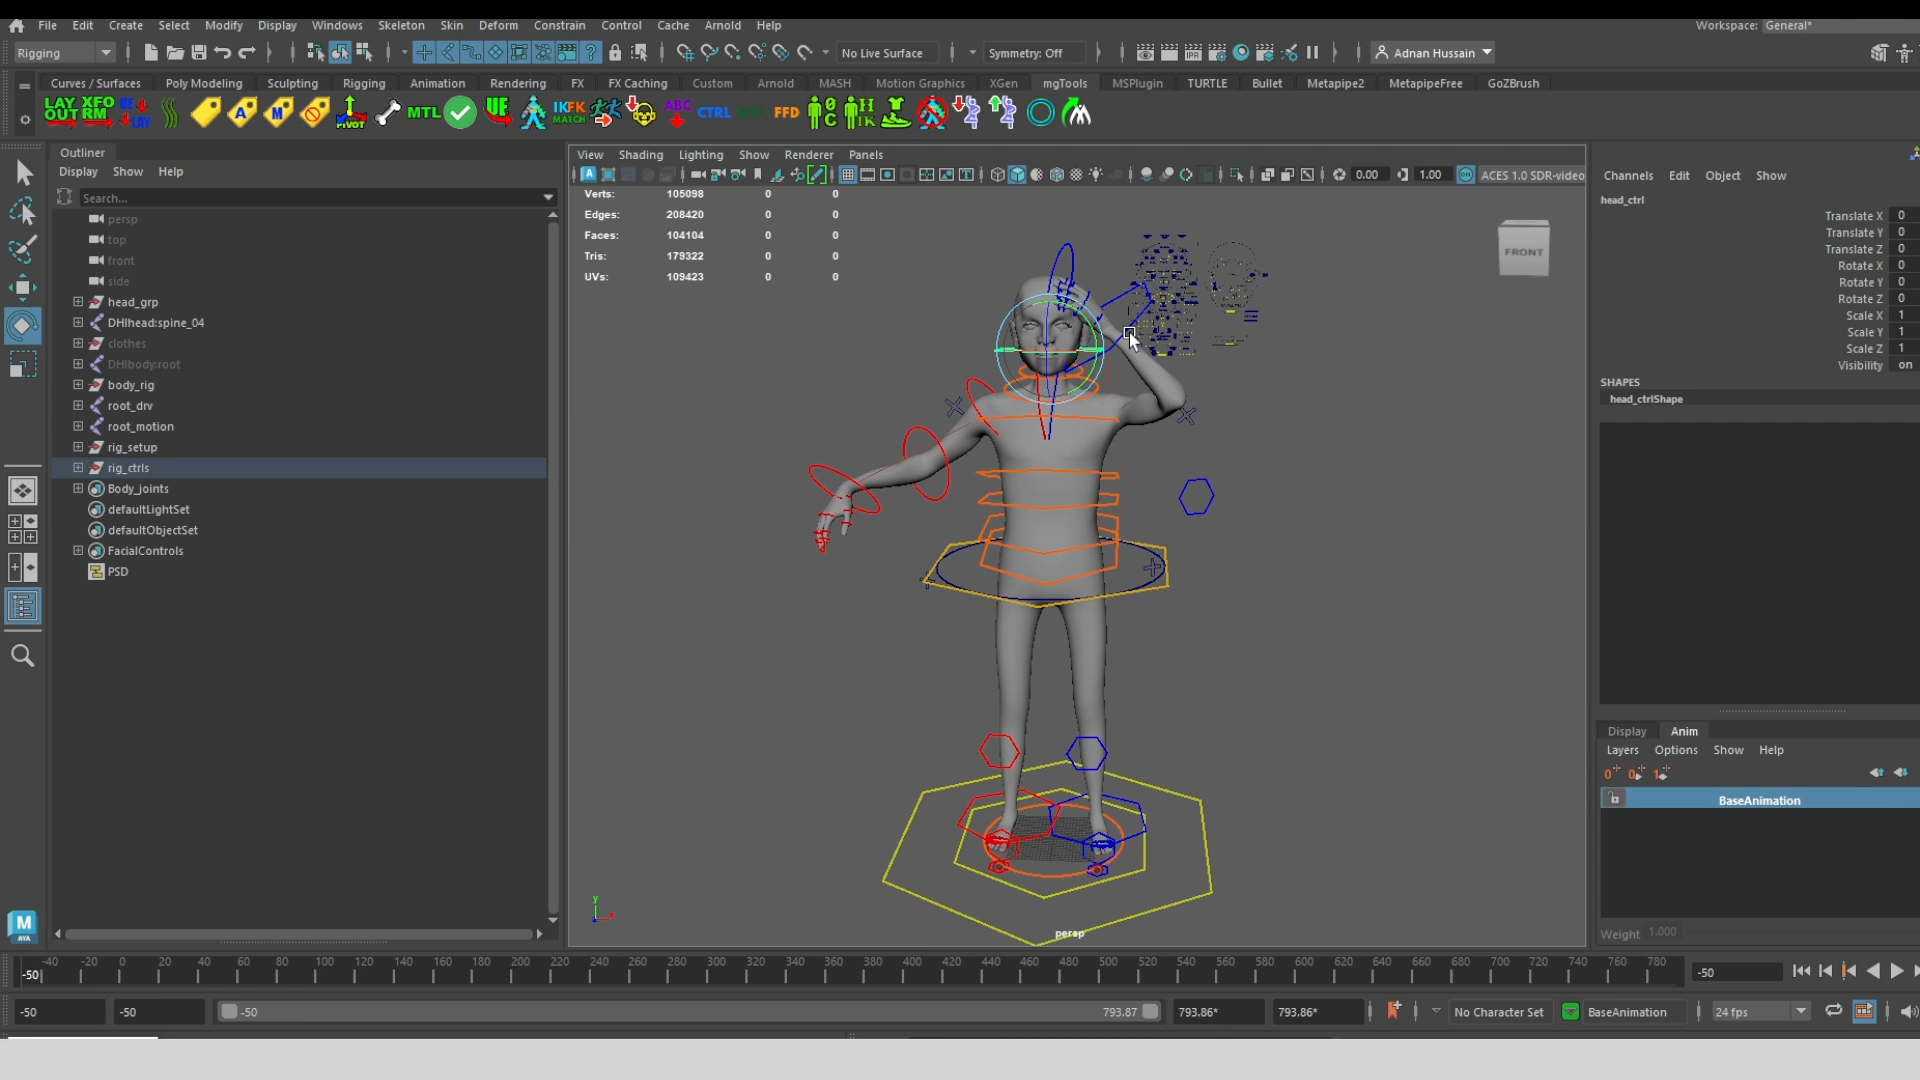 File Edit Create Select Modify Display Windows Skeleton Skin Deform Constrain Control Cache Arnold Help
Workspace: General*
Rigging
No Live Surface
Symmetry: Off
Adnan Hussain
Curves / Surfaces Poly Modeling Sculpting Rigging Animation Rendering FX FX Caching Custom Arnold MASH Motion Graphics XGen mgTools MSPlugin TURTLE Bullet Metapipe2 MetapipeFree GoZBrush
LAY OUT
XFO RM
A
M
PIVOT
MTL
UE
IKFK MATCH
ABC
CTRL
FFD
Outliner
Display Show Help
Search...
persp
top
front
side
head_grp
DHIhead:spine_04
clothes
DHIbody:root
body_rig
root_drv
root_motion
rig_setup
rig_ctrls
Body_joints
defaultLightSet
defaultObjectSet
FacialControls
PSD
View Shading Lighting Show Renderer Panels
0.00
1.00
ACES 1.0 SDR-video
Verts: 105098 0 0
Edges: 208420 0 0
Faces: 104104 0 0
Tris: 179322 0 0
UVs: 109423 0 0
FRONT
y
persp
Channels Edit Object Show
head_ctrl
Translate X 0
Translate Y 0
Translate Z 0
Rotate X 0
Rotate Y 0
Rotate Z 0
Scale X 1
Scale Y 1
Scale Z 1
Visibility on
SHAPES
head_ctrlShape
Display Anim
Layers Options Show Help
BaseAnimation
Weight 1.000
M
AYA
-50
-40 -20 0 20 40 60 80 100 120 140 160 180 200 220 240 260 280 300 320 340 360 380 400 420 440 460 480 500 520 540 560 580 600 620 640 660 680 700 720 740 760 780
-50
-50 -50 -50 793.87 793.86* 793.86* No Character Set BaseAnimation 24 fps